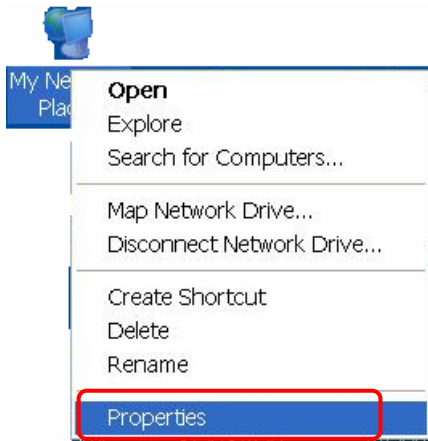 My Ne
Plac
Open
Explore
Search for Computers...
Map Network Drive...
Disconnect Network Drive...
Create Shortcut
Delete
Rename
Properties